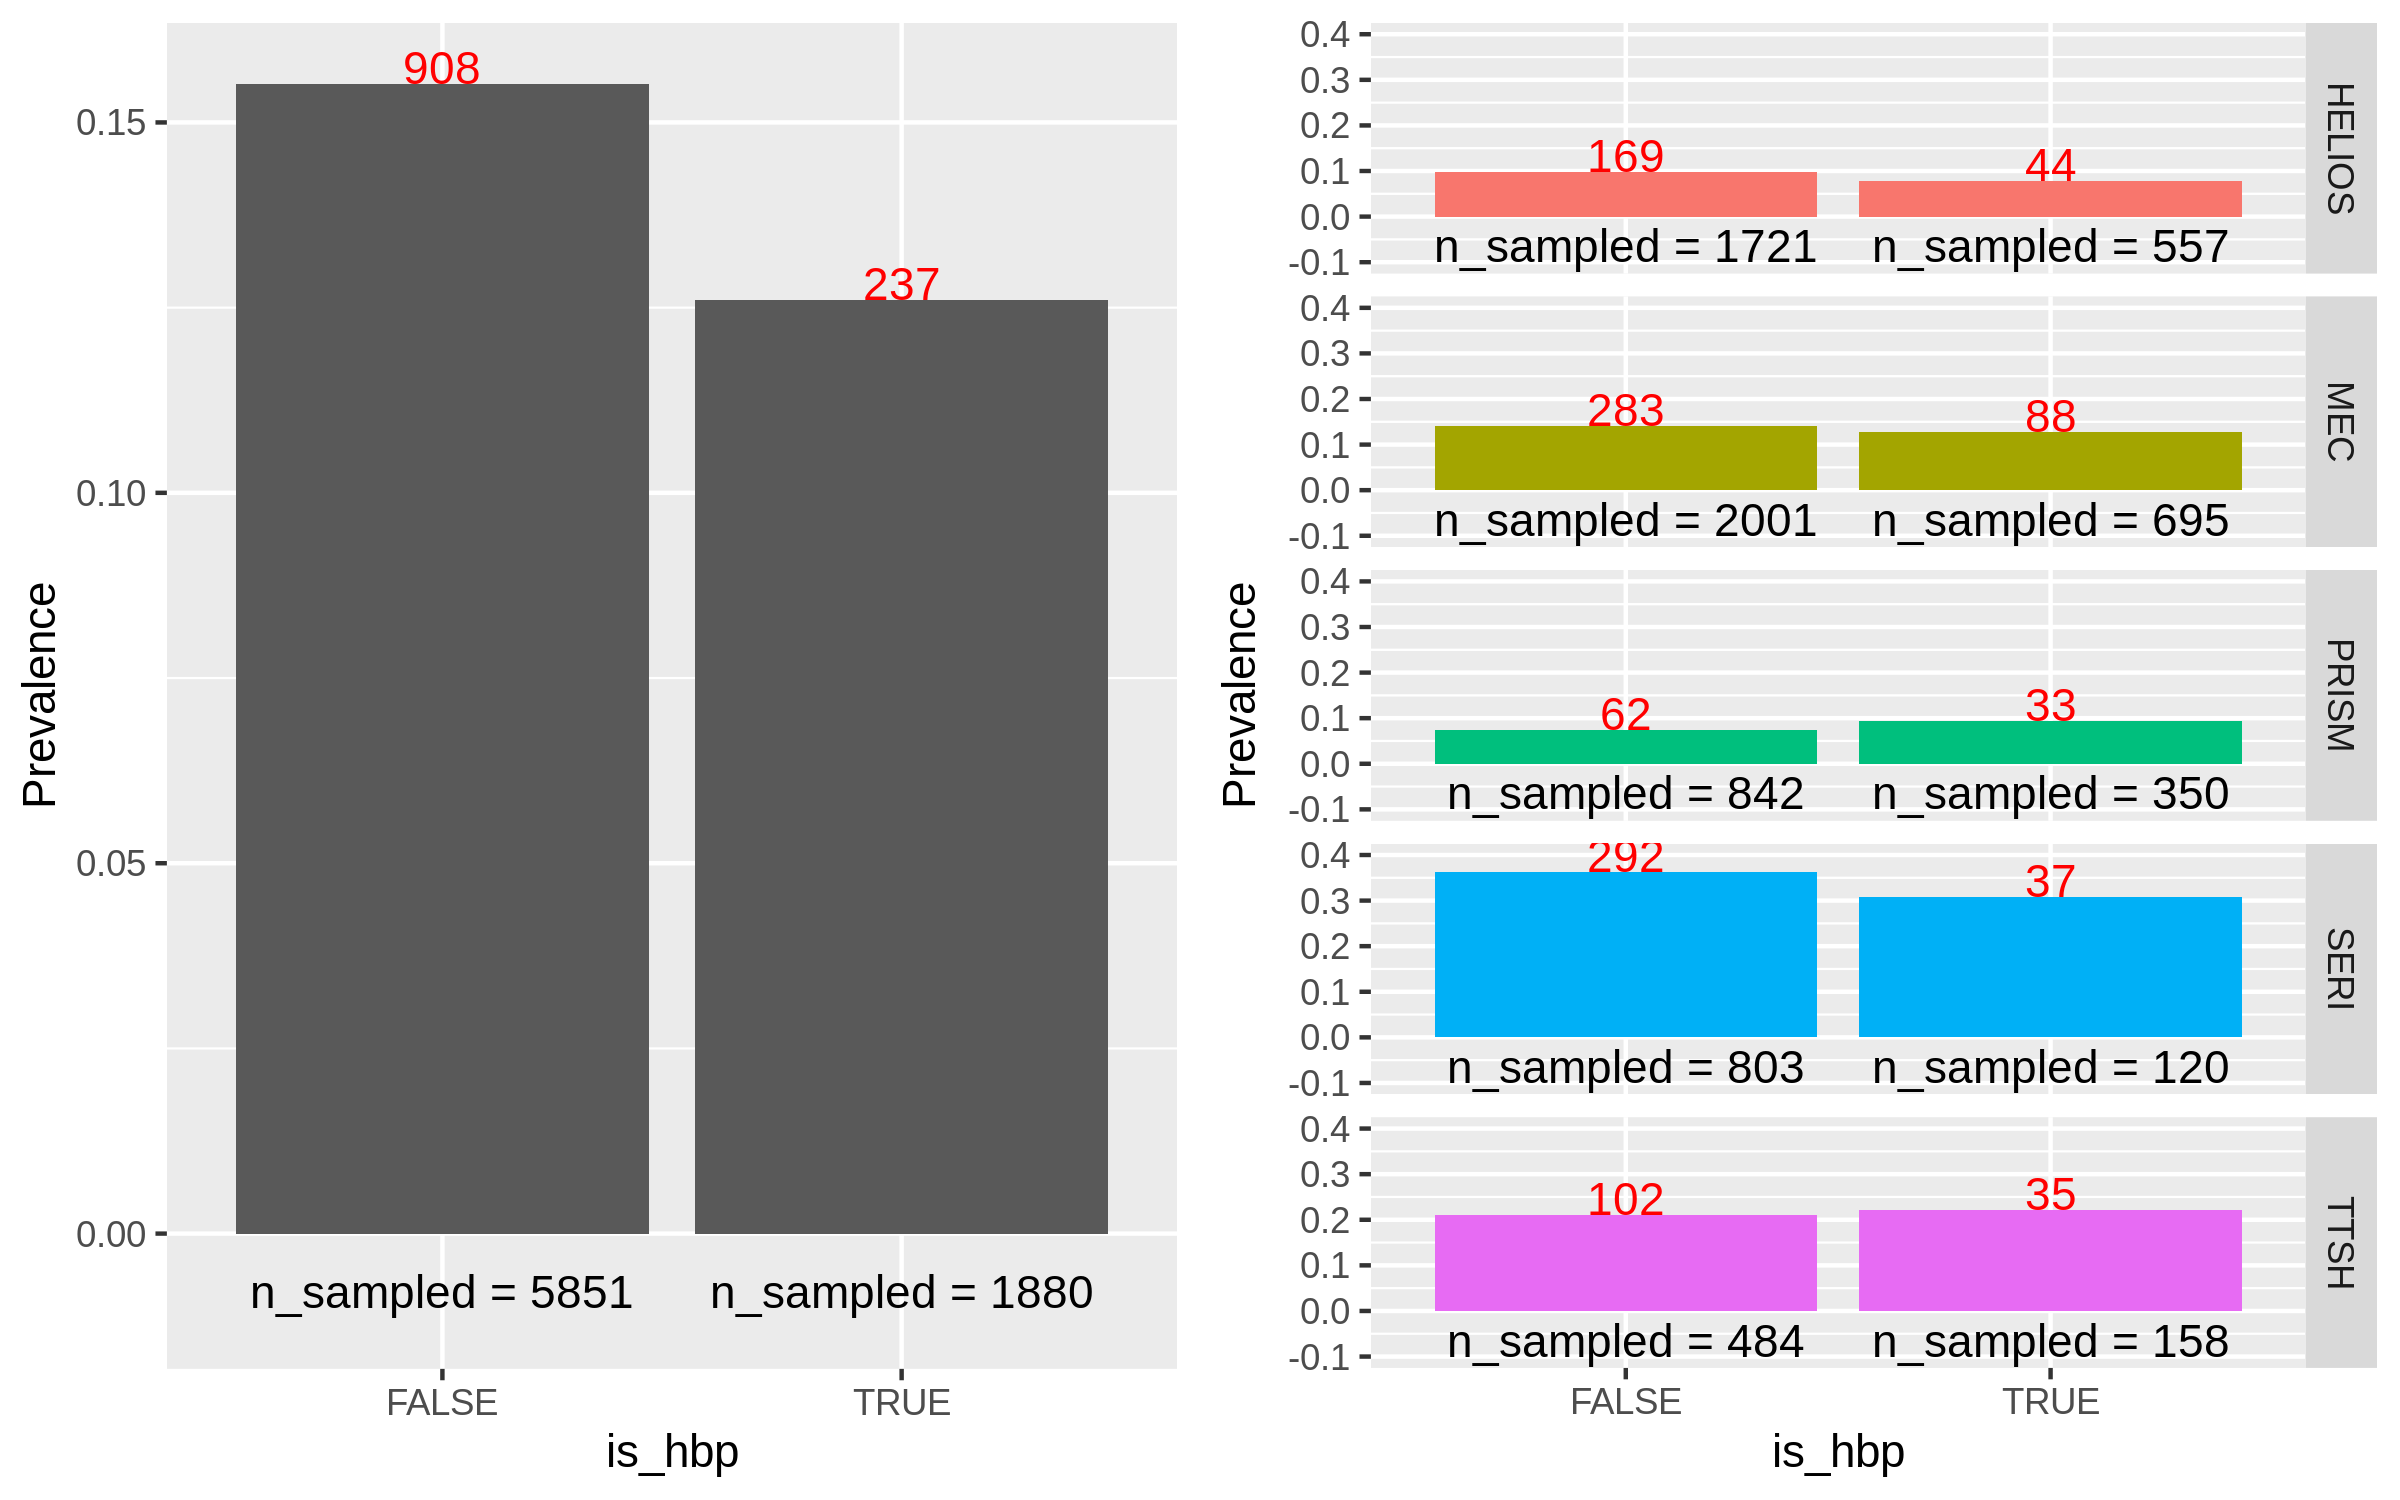 Prevalence
0.15
0.10
0.05
0.00
908
237
n_sampled = 5851
n_sampled = 1880
FALSE
TRUE
is_hbp
Prevalence
0.4
0.3
0.2
0.1
0.0
-0.1
169
44
n_sampled = 1721
n_sampled = 557
HELIOS
0.4
0.3
0.2
0.1
0.0
-0.1
283
88
n_sampled = 2001
n_sampled = 695
MEC
0.4
0.3
0.2
0.1
0.0
-0.1
62
33
n_sampled = 842
n_sampled = 350
PRISM
0.4
0.3
0.2
0.1
0.0
-0.1
292
37
n_sampled = 803
n_sampled = 120
SERI
0.4
0.3
0.2
0.1
0.0
-0.1
102
35
n_sampled = 484
n_sampled = 158
TTSH
FALSE
TRUE
is_hbp